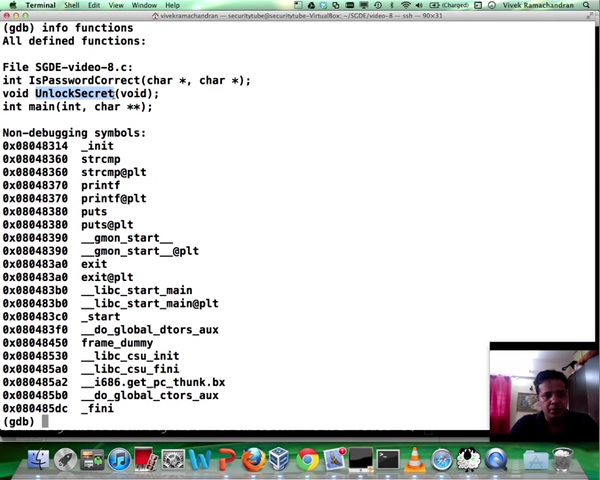 Terminal Shell Edit View Window Help (Charged) Vivek Ramachandran
Vivek Ramachandran — securitytube@securitytube-VirtualBox: ~/SGDE/video-8 — ssh — 90×31
(gdb) info functions
All defined functions:
File SGDE-video-8.c:
int IsPasswordCorrect(char *, char *);
void UnlockSecret(void);
int main(int, char **);
Non-debugging symbols:
0x08048314 _init
0x08048360 strcmp
0x08048360 strcmp@plt
0x08048370 printf
0x08048370 printf@plt
0x08048380 puts
0x08048380 puts@plt
0x08048390 __gmon_start__
0x08048390 __gmon_start__@plt
0x080483a0 exit
0x080483a0 exit@plt
0x080483b0 __libc_start_main
0x080483b0 __libc_start_main@plt
0x080483c0 _start
0x080483f0 __do_global_dtors_aux
0x08048450 frame_dummy
0x08048530 __libc_csu_init
0x080485a0 __libc_csu_fini
0x080485a2 __i686.get_pc_thunk.bx
0x080485b0 __do_global_ctors_aux
0x080485dc _fini
(gdb)